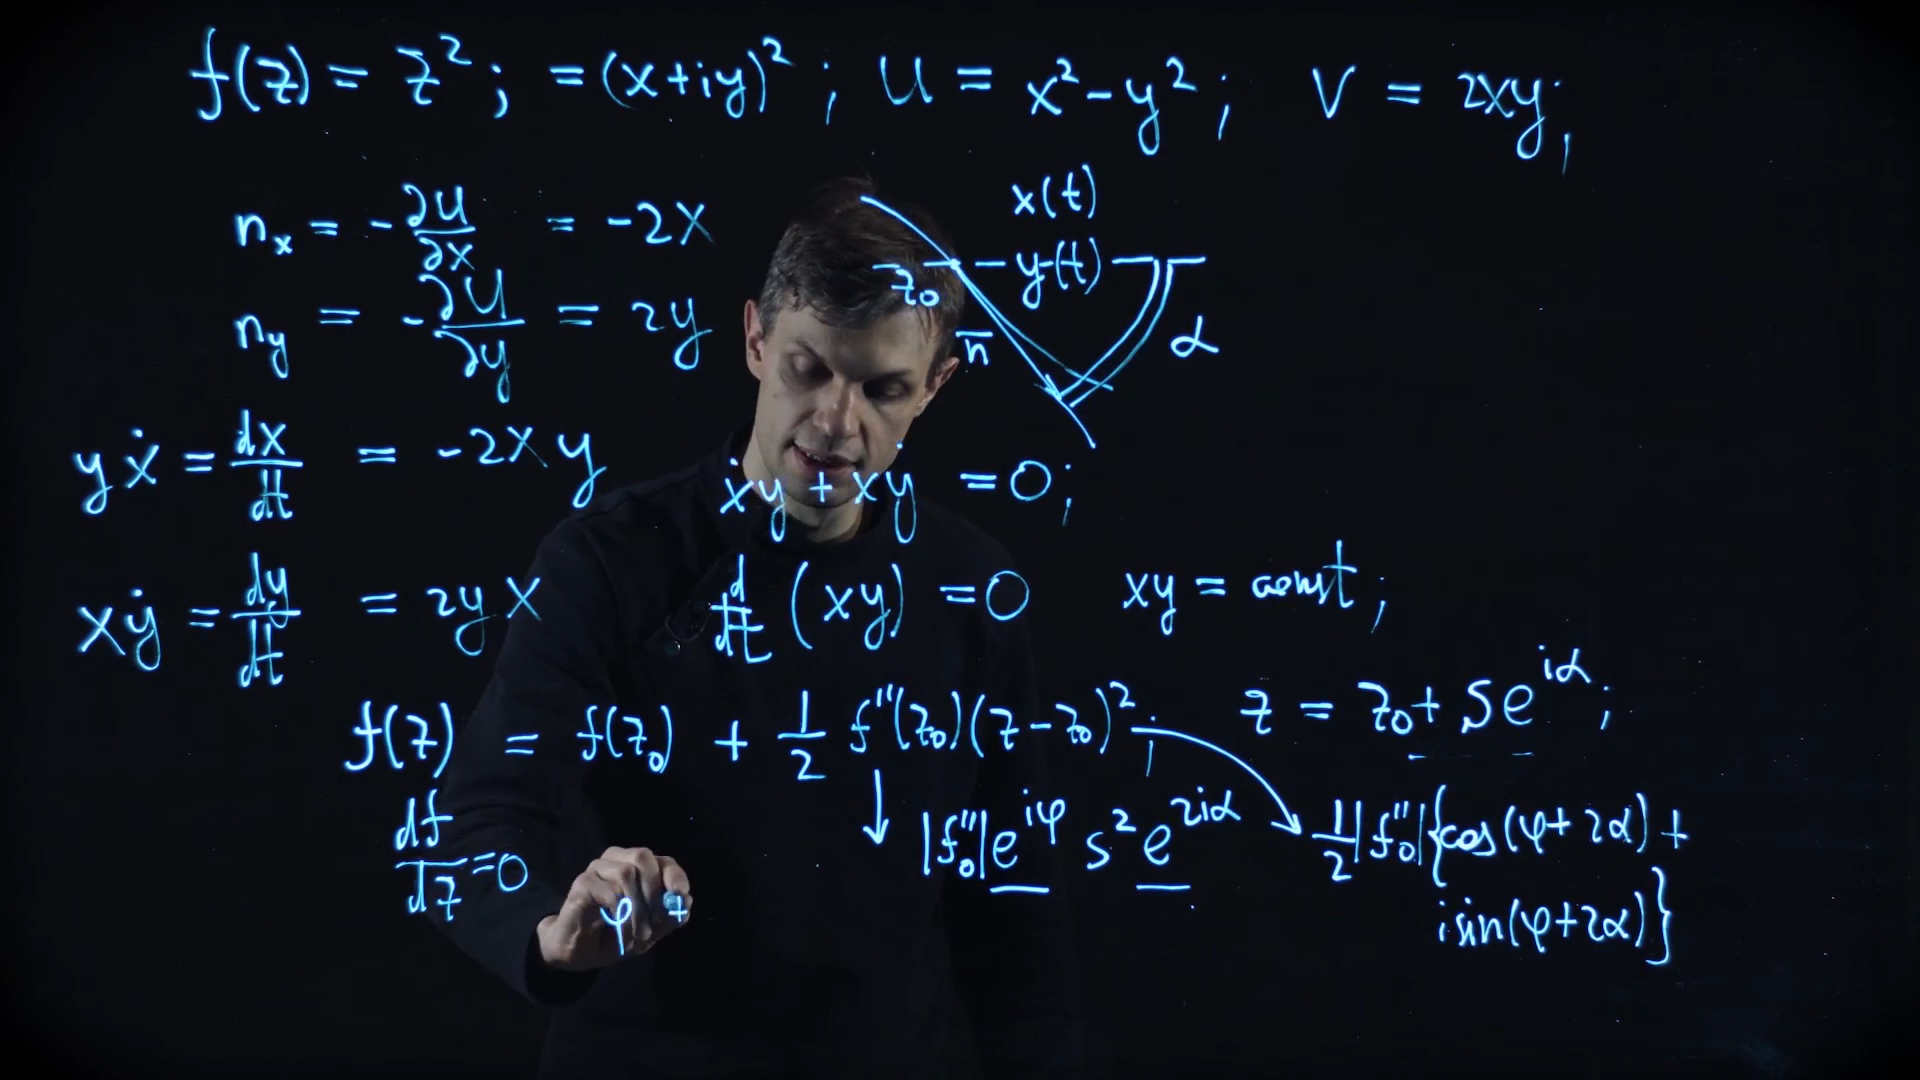 f(z) = z² ; = (x+iy)² ; U = x²-y² ; V = 2xy;
n_x = -∂U/∂x = -2x
x(t)
y(t)
z₀
n̄
α
n_y = -∂U/∂y = 2y
yẋ = dx/dt = -2xy
ẋy + xẏ = 0;
xẏ = dy/dt = 2yx
d/dt (xy) = 0 xy = const;
f(z) = f(z₀) + 1/2 f''(z₀)(z-z₀)²; z = z₀ + Se^{iα};
df/dz = 0
|f₀''|e^{iφ} s² e^{2iα}
1/2|f₀''|{cos(φ+2α) +
isin(φ+2α)}
φ +